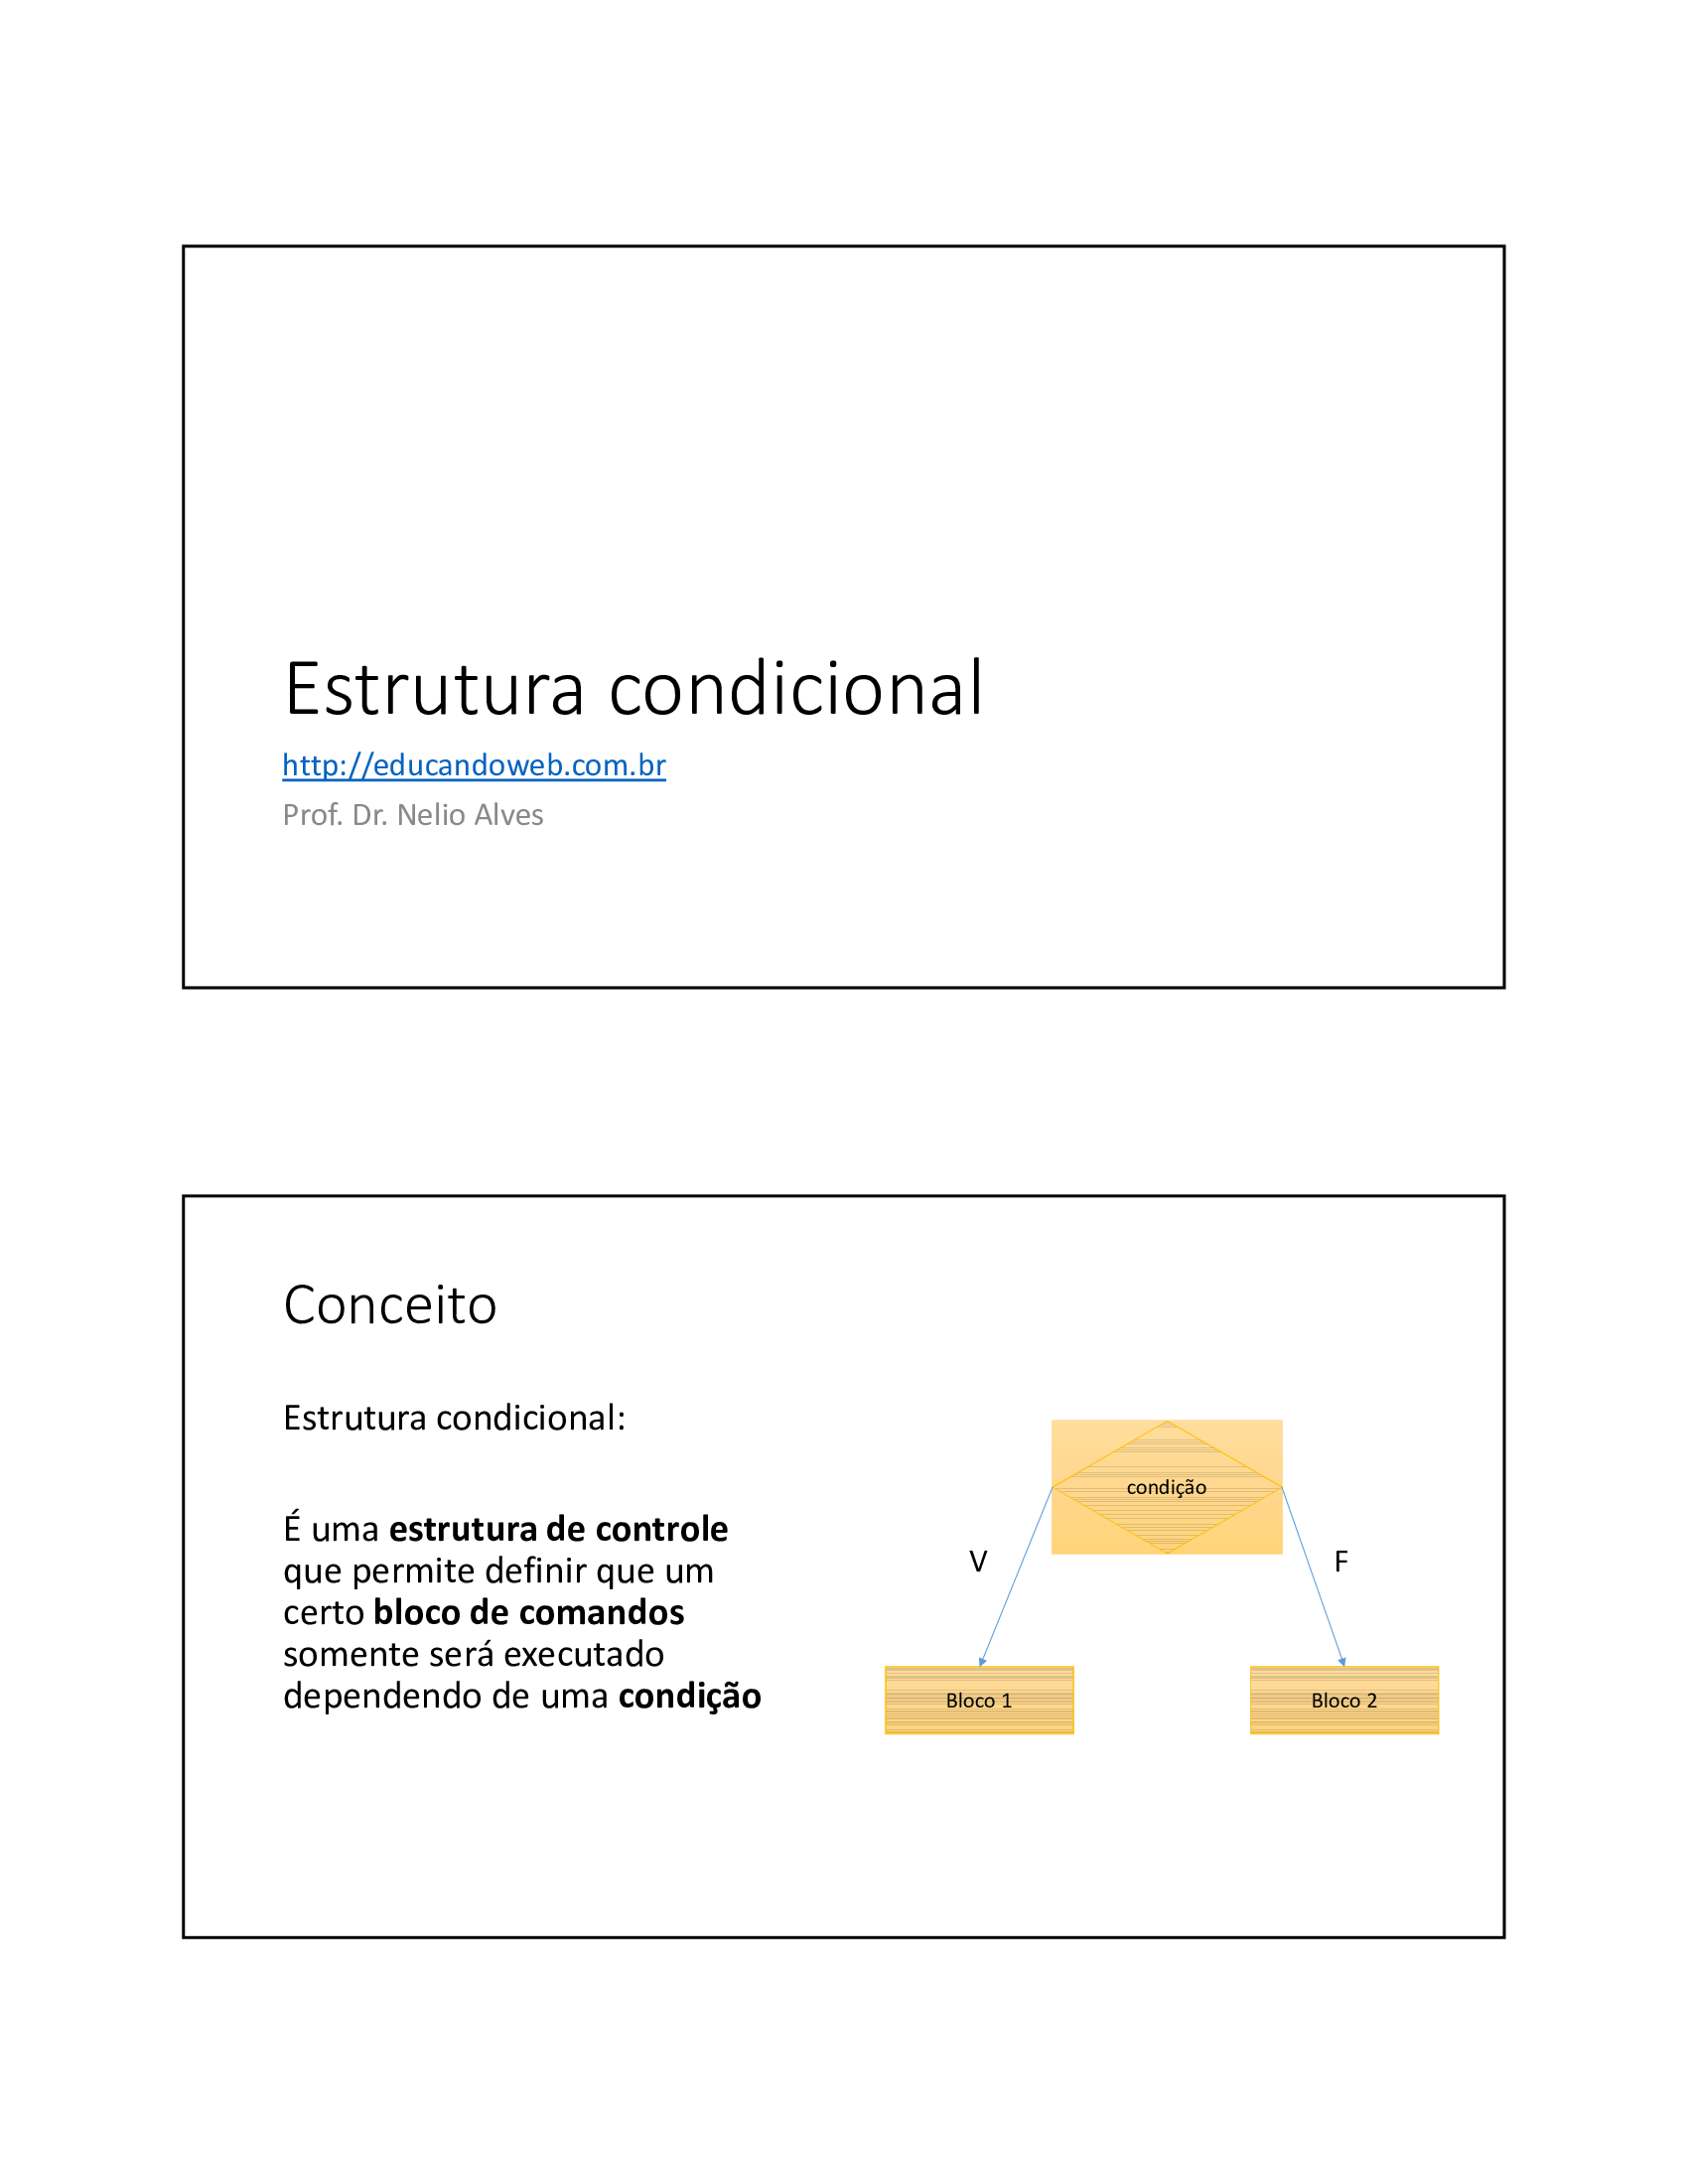 Estrutura condicional
http://educandoweb.com.br
Prof. Dr. Nelio Alves
Conceito
Estrutura condicional:
É uma estrutura de controle
que permite definir que um
certo bloco de comandos
somente será executado
dependendo de uma condição
condição
V
F
Bloco 1
Bloco 2